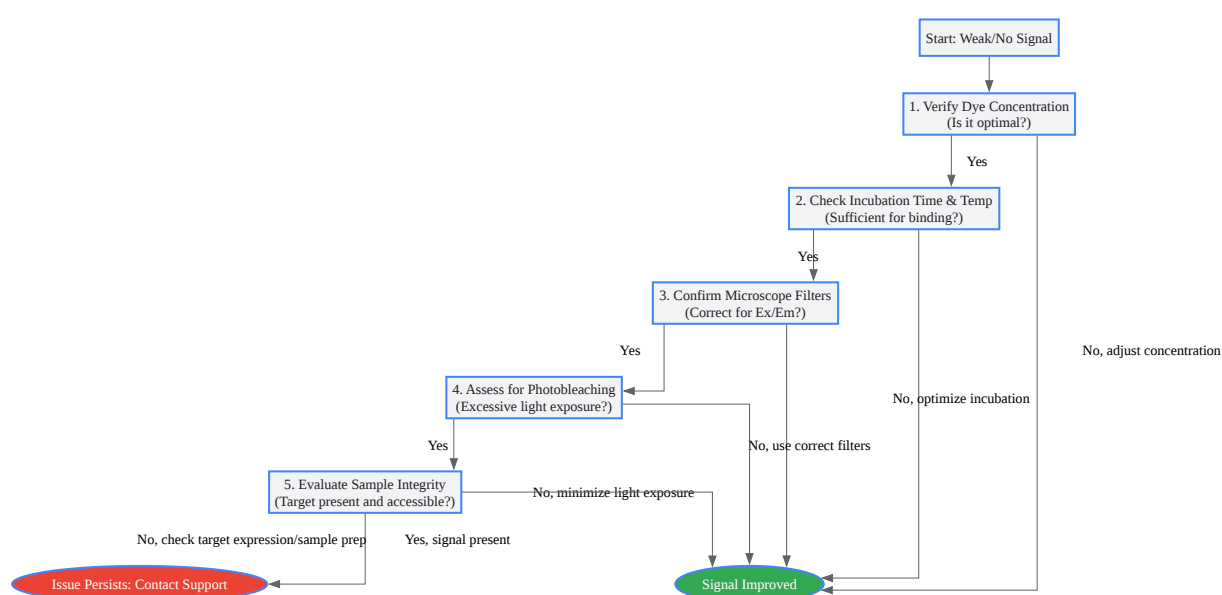 Start: Weak/No Signal
1. Verify Dye Concentration
(Is it optimal?)
Yes
2. Check Incubation Time & Temp
(Sufficient for binding?)
Yes
3. Confirm Microscope Filters
(Correct for Ex/Em?)
Yes
No, adjust concentration
4. Assess for Photobleaching
(Excessive light exposure?)
No, optimize incubation
Yes
No, use correct filters
5. Evaluate Sample Integrity
(Target present and accessible?)
No, minimize light exposure
No, check target expression/sample prep
Yes, signal present
Issue Persists: Contact Support
Signal Improved